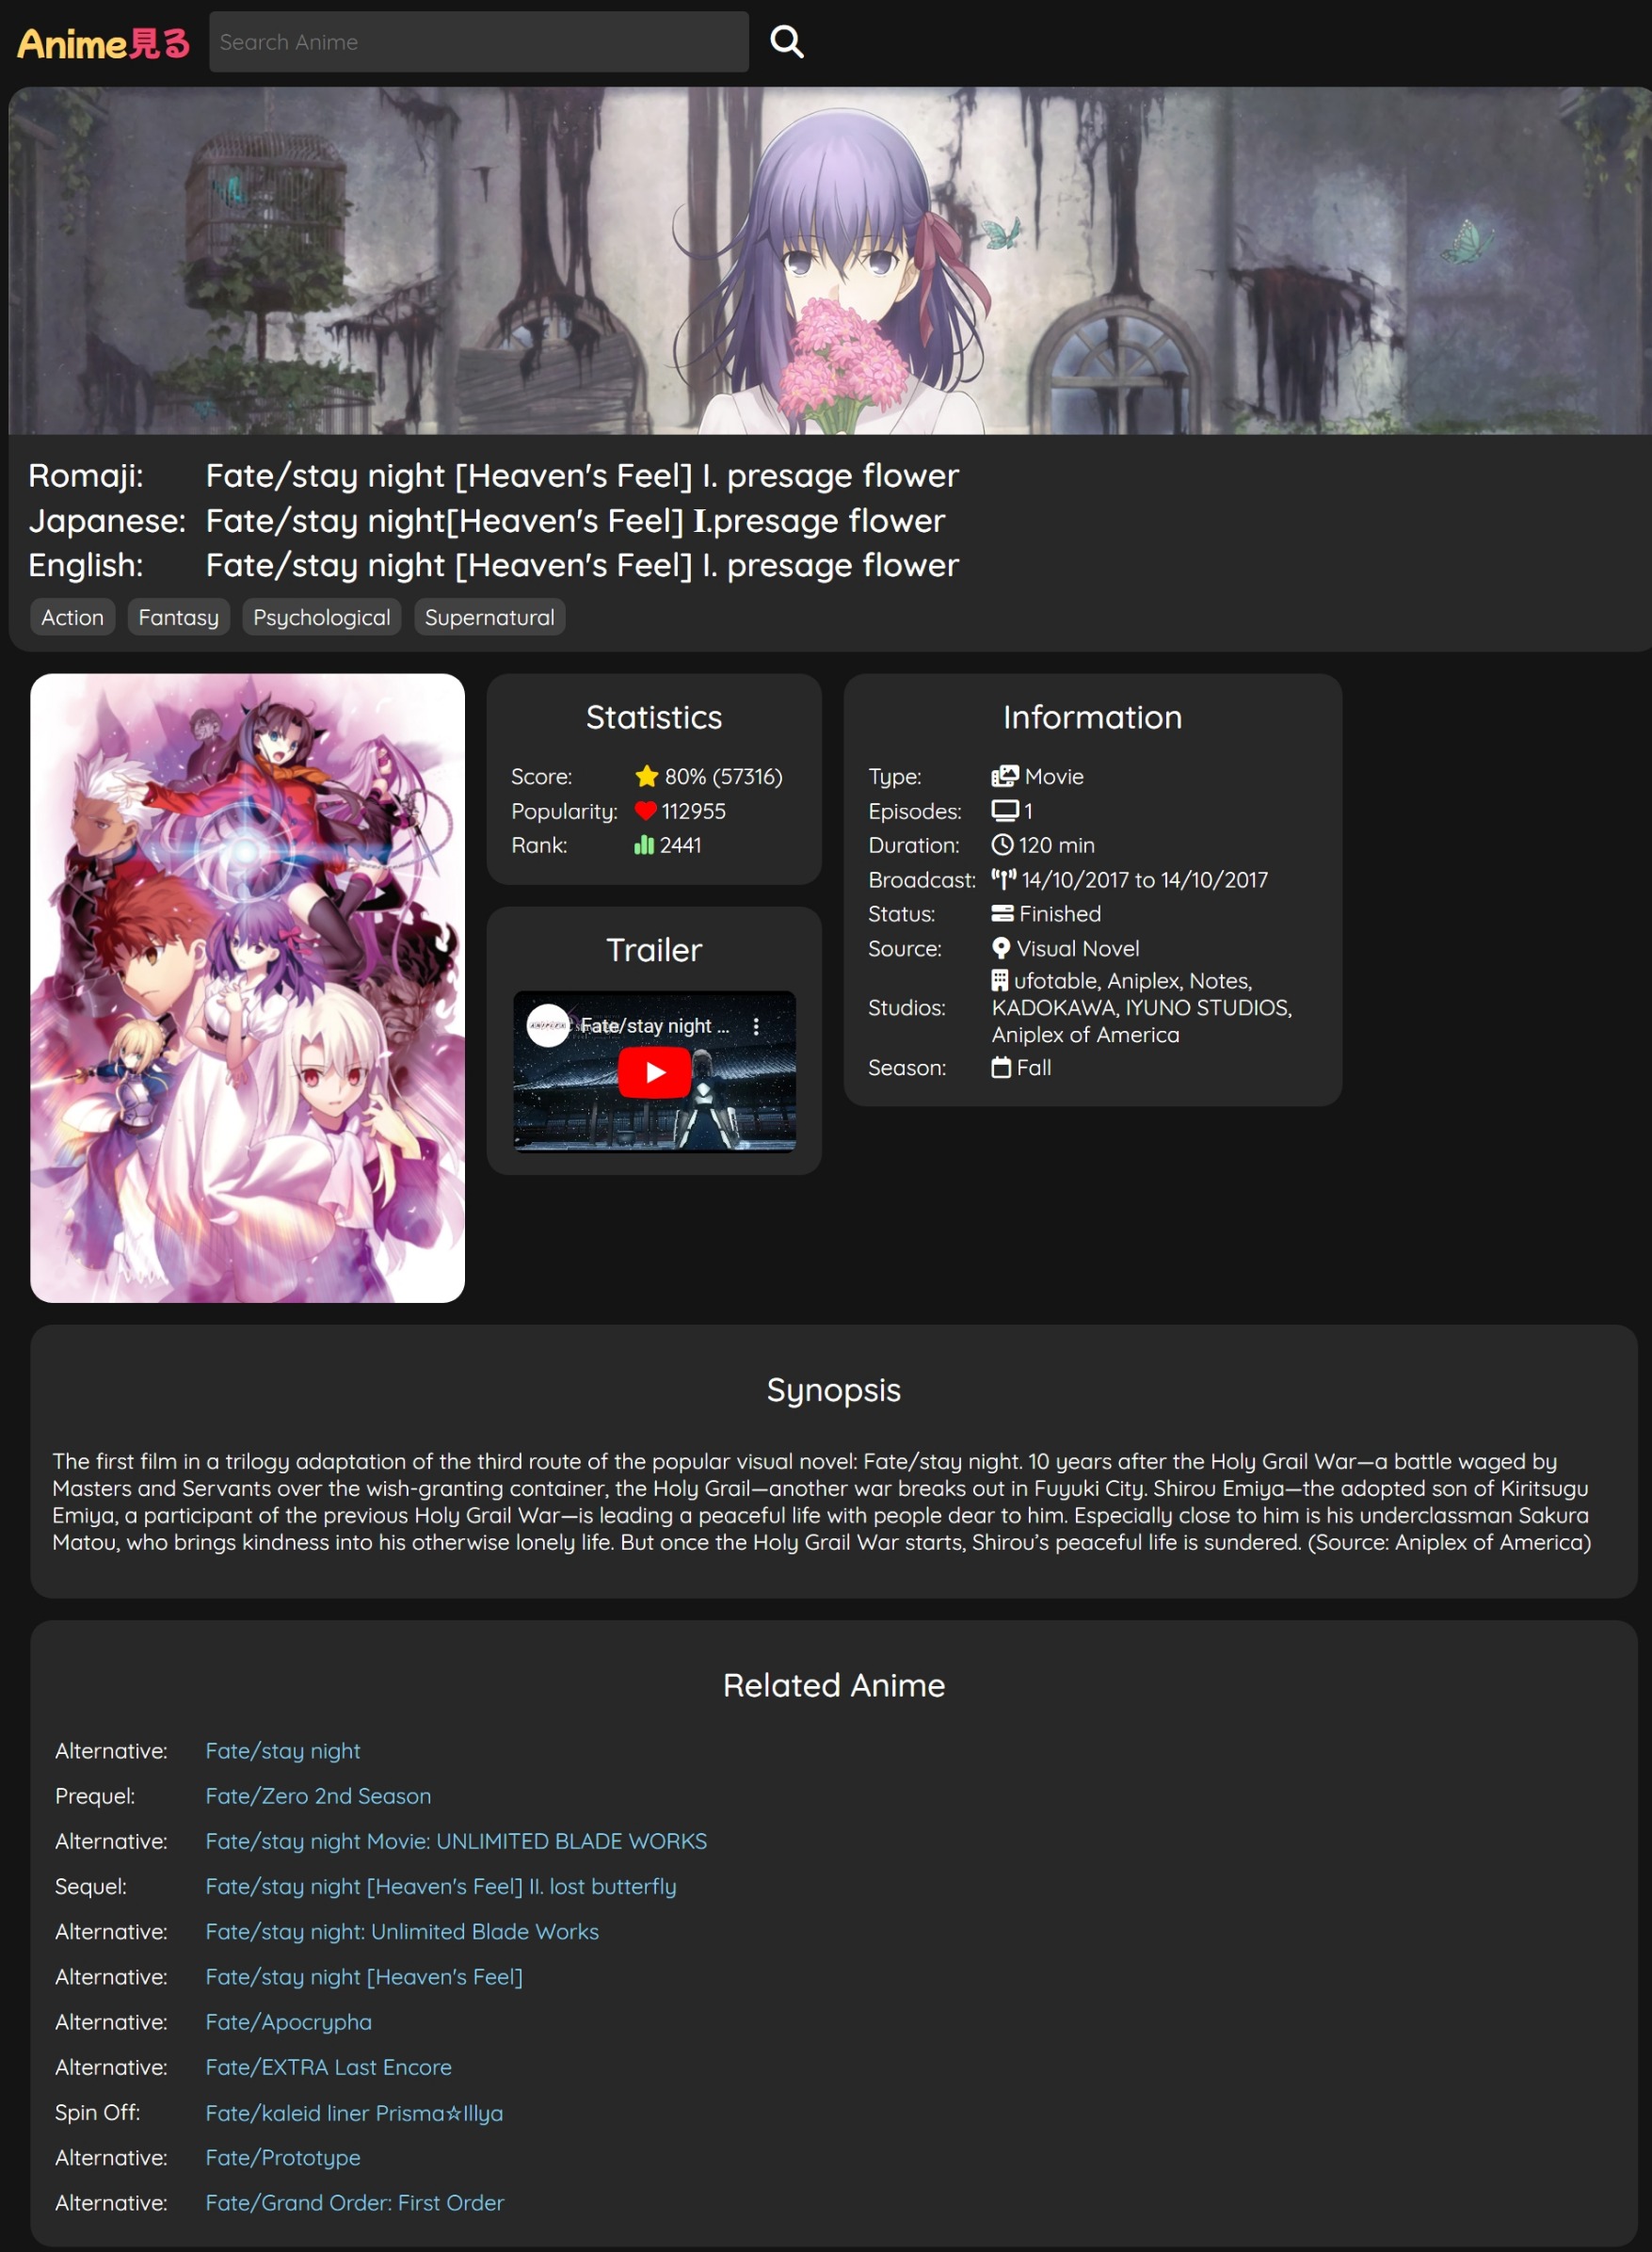 Anime見る
Search Anime
Romaji: Fate/stay night [Heaven's Feel] I. presage flower
Japanese: Fate/stay night[Heaven's Feel] Ⅰ.presage flower
English: Fate/stay night [Heaven's Feel] I. presage flower
Action Fantasy Psychological Supernatural
Statistics
Score: 80% (57316)
Popularity: 112955
Rank: 2441
Trailer
ANIPLEX
Fate/stay night ...
Information
Type: Movie
Episodes: 1
Duration: 120 min
Broadcast: 14/10/2017 to 14/10/2017
Status: Finished
Source: Visual Novel
Studios: ufotable, Aniplex, Notes,
KADOKAWA, IYUNO STUDIOS,
Aniplex of America
Season: Fall
Synopsis
The first film in a trilogy adaptation of the third route of the popular visual novel: Fate/stay night. 10 years after the Holy Grail War—a battle waged by
Masters and Servants over the wish-granting container, the Holy Grail—another war breaks out in Fuyuki City. Shirou Emiya—the adopted son of Kiritsugu
Emiya, a participant of the previous Holy Grail War—is leading a peaceful life with people dear to him. Especially close to him is his underclassman Sakura
Matou, who brings kindness into his otherwise lonely life. But once the Holy Grail War starts, Shirou’s peaceful life is sundered. (Source: Aniplex of America)
Related Anime
Alternative: Fate/stay night
Prequel: Fate/Zero 2nd Season
Alternative: Fate/stay night Movie: UNLIMITED BLADE WORKS
Sequel: Fate/stay night [Heaven's Feel] II. lost butterfly
Alternative: Fate/stay night: Unlimited Blade Works
Alternative: Fate/stay night [Heaven's Feel]
Alternative: Fate/Apocrypha
Alternative: Fate/EXTRA Last Encore
Spin Off: Fate/kaleid liner Prisma☆Illya
Alternative: Fate/Prototype
Alternative: Fate/Grand Order: First Order